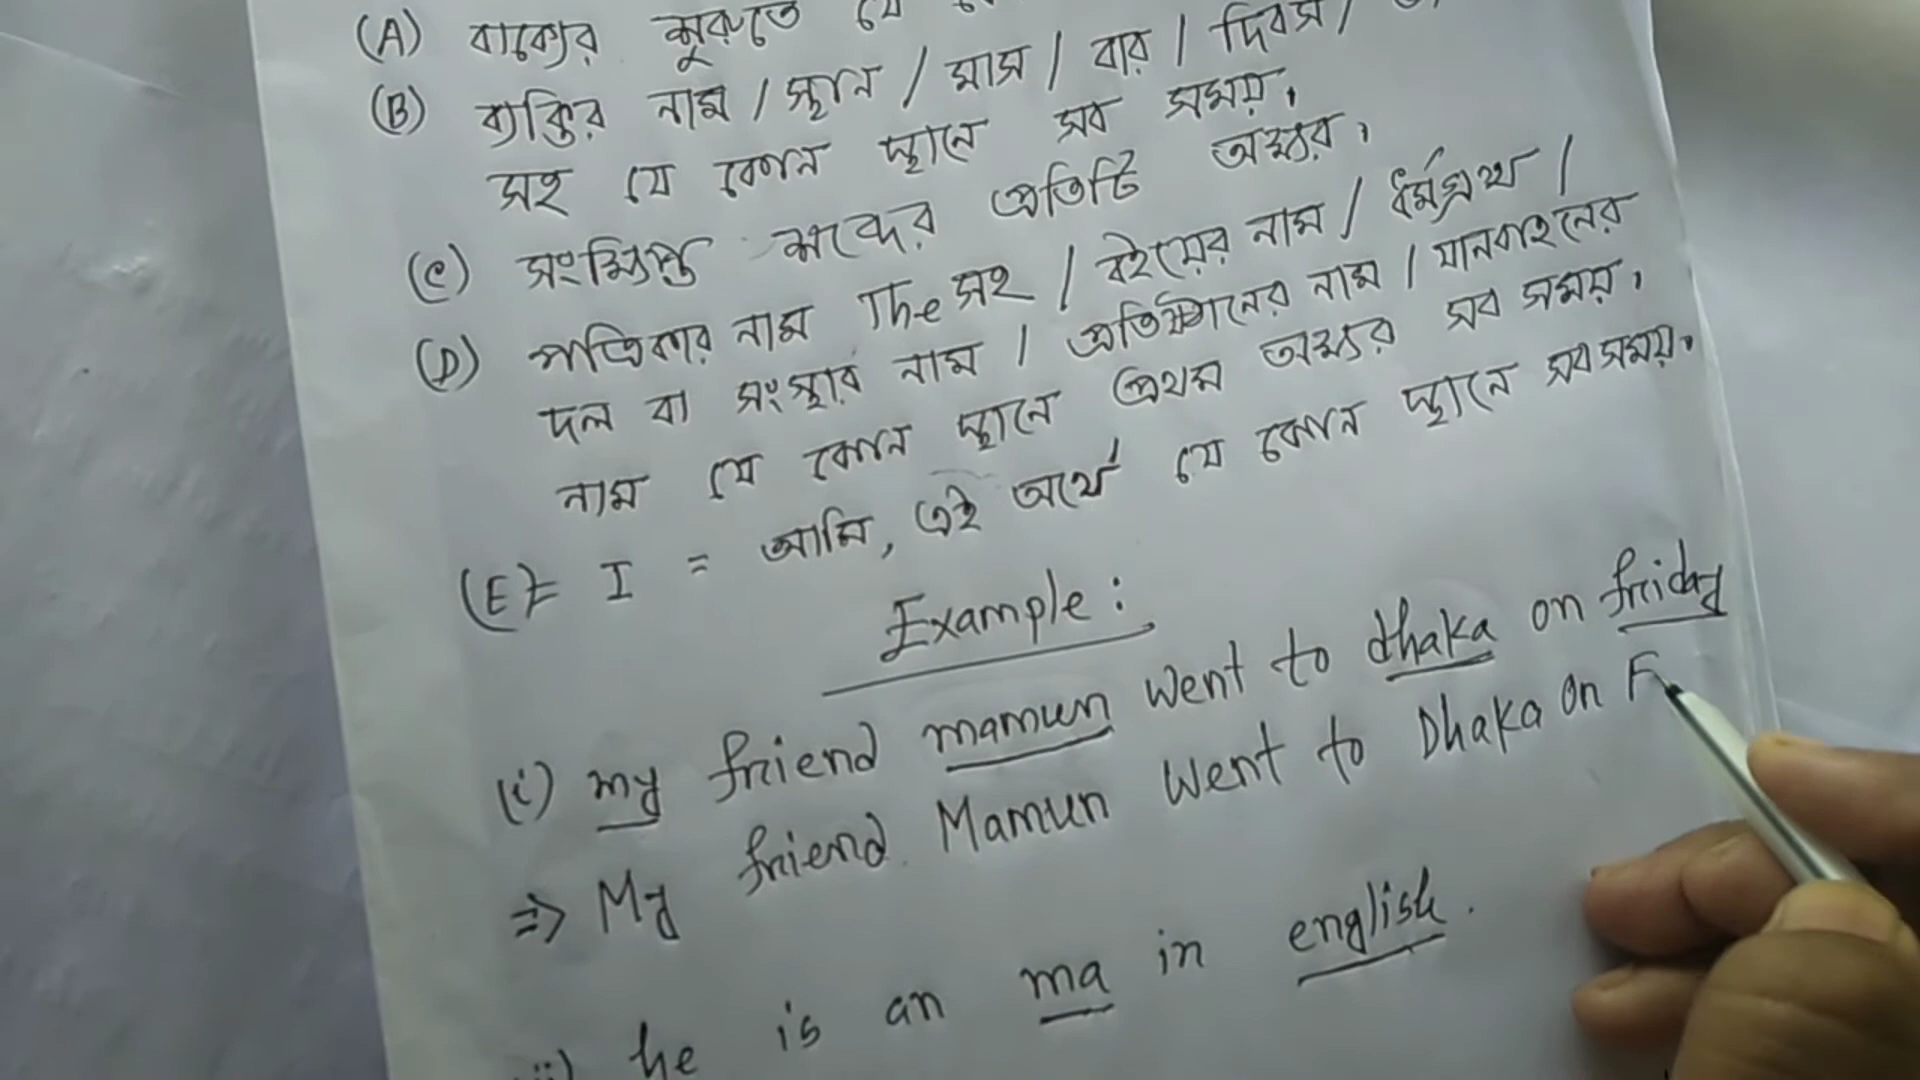 (A) বাক্যের শুরুতে যে
(B) ব্যক্তির নাম / স্থান / মাস / বার / দিবস /
সহ যে কোন স্থানে সব সময়।
(C) সংক্ষিপ্ত শব্দের প্রতিটি অক্ষর।
(D) পত্রিকার নাম The সহ / বইয়ের নাম / ধর্মগ্রন্থ /
দল বা সংস্থার নাম / প্রতিষ্ঠানের নাম / যানবাহনের
নাম যে কোন স্থানে প্রথম অক্ষর সব সময়।
(E) = I = আমি, এই অর্থে যে কোন স্থানে সব সময়।
Example:
(i) my friend mamun went to dhaka on friday
=> My friend Mamun went to Dhaka on F
ii) he is an ma in english.